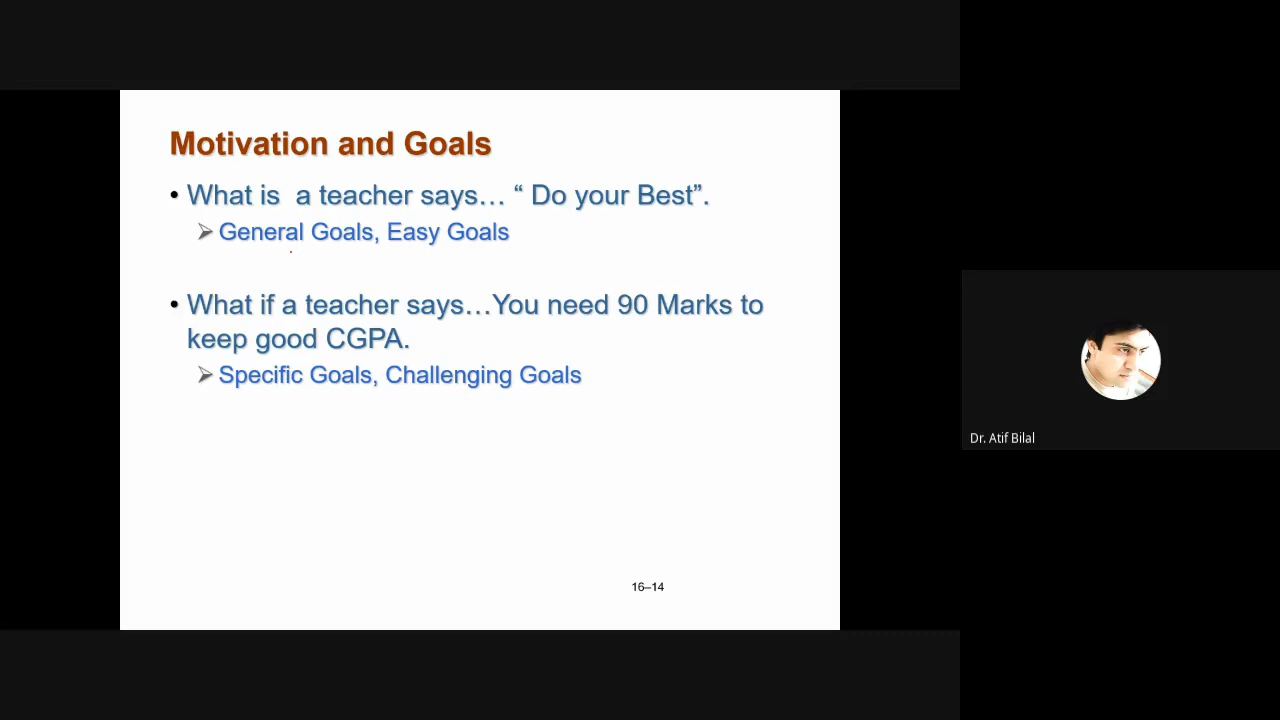 Motivation and Goals
• What is  a teacher says… “ Do your Best”.
➢ General Goals, Easy Goals
• What if a teacher says…You need 90 Marks to
keep good CGPA.
➢ Specific Goals, Challenging Goals
16–14
Dr. Atif Bilal